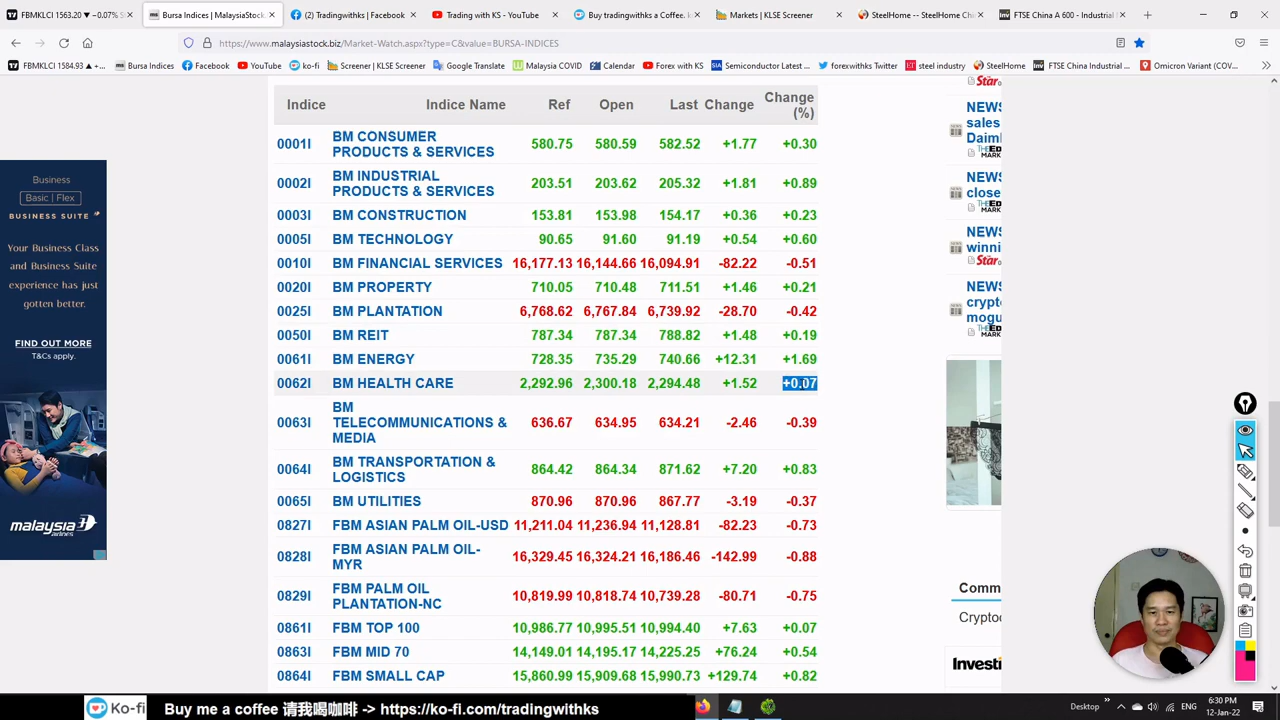 FBMKLCI 1563.20 ▼ −0.07% S
Bursa Indices | MalaysiaStock
(2) Tradingwithks | Facebook
Trading with KS - YouTube
Buy tradingwithks a Coffee. k
Markets | KLSE Screener
SteelHome -- SteelHome Chi
FTSE China A 600 - Industrial
https://www.malaysiastock.biz/Market-Watch.aspx?type=C&value=BURSA-INDICES
FBMKLCI 1584.93 ▲ +...
Bursa Indices
Facebook
YouTube
ko-fi
Screener | KLSE Screener
Google Translate
Malaysia COVID
Calendar
Forex with KS
Semiconductor Latest ...
forexwithks Twitter
steel industry
SteelHome
FTSE China Industrial ...
Omicron Variant (COV...
Indice Indice Name Ref Open Last Change Change (%)
0001I BM CONSUMER PRODUCTS & SERVICES 580.75 580.59 582.52 +1.77 +0.30
0002I BM INDUSTRIAL PRODUCTS & SERVICES 203.51 203.62 205.32 +1.81 +0.89
0003I BM CONSTRUCTION 153.81 153.98 154.17 +0.36 +0.23
0005I BM TECHNOLOGY 90.65 91.60 91.19 +0.54 +0.60
0010I BM FINANCIAL SERVICES 16,177.13 16,144.66 16,094.91 -82.22 -0.51
0020I BM PROPERTY 710.05 710.48 711.51 +1.46 +0.21
0025I BM PLANTATION 6,768.62 6,767.84 6,739.92 -28.70 -0.42
0050I BM REIT 787.34 787.34 788.82 +1.48 +0.19
0061I BM ENERGY 728.35 735.29 740.66 +12.31 +1.69
0062I BM HEALTH CARE 2,292.96 2,300.18 2,294.48 +1.52 +0.07
0063I BM TELECOMMUNICATIONS & MEDIA 636.67 634.95 634.21 -2.46 -0.39
0064I BM TRANSPORTATION & LOGISTICS 864.42 864.34 871.62 +7.20 +0.83
0065I BM UTILITIES 870.96 870.96 867.77 -3.19 -0.37
0827I FBM ASIAN PALM OIL-USD 11,211.04 11,236.94 11,128.81 -82.23 -0.73
0828I FBM ASIAN PALM OIL-MYR 16,329.45 16,324.21 16,186.46 -142.99 -0.88
0829I FBM PALM OIL PLANTATION-NC 10,819.99 10,818.74 10,739.28 -80.71 -0.75
0861I FBM TOP 100 10,986.77 10,995.51 10,994.40 +7.63 +0.07
0863I FBM MID 70 14,149.01 14,195.17 14,225.25 +76.24 +0.54
0864I FBM SMALL CAP 15,860.99 15,909.68 15,990.73 +129.74 +0.82
Business
Basic | Flex
BUSINESS SUITE
Your Business Class
and Business Suite
experience has just
gotten better.
FIND OUT MORE
T&Cs apply.
malaysia
airlines
Star
NEWS
sales
Daiml
THE Ed
MARK
NEWS
close
THE Ed
MARK
NEWS
winni
Star
NEWS
crypt
mogu
THE Ed
MARK
Comm
Cryptoc
Investi
Ko-fi
Buy me a coffee 请我喝咖啡 -> https://ko-fi.com/tradingwithks
Desktop
ENG
6:30 PM
12-Jan-22